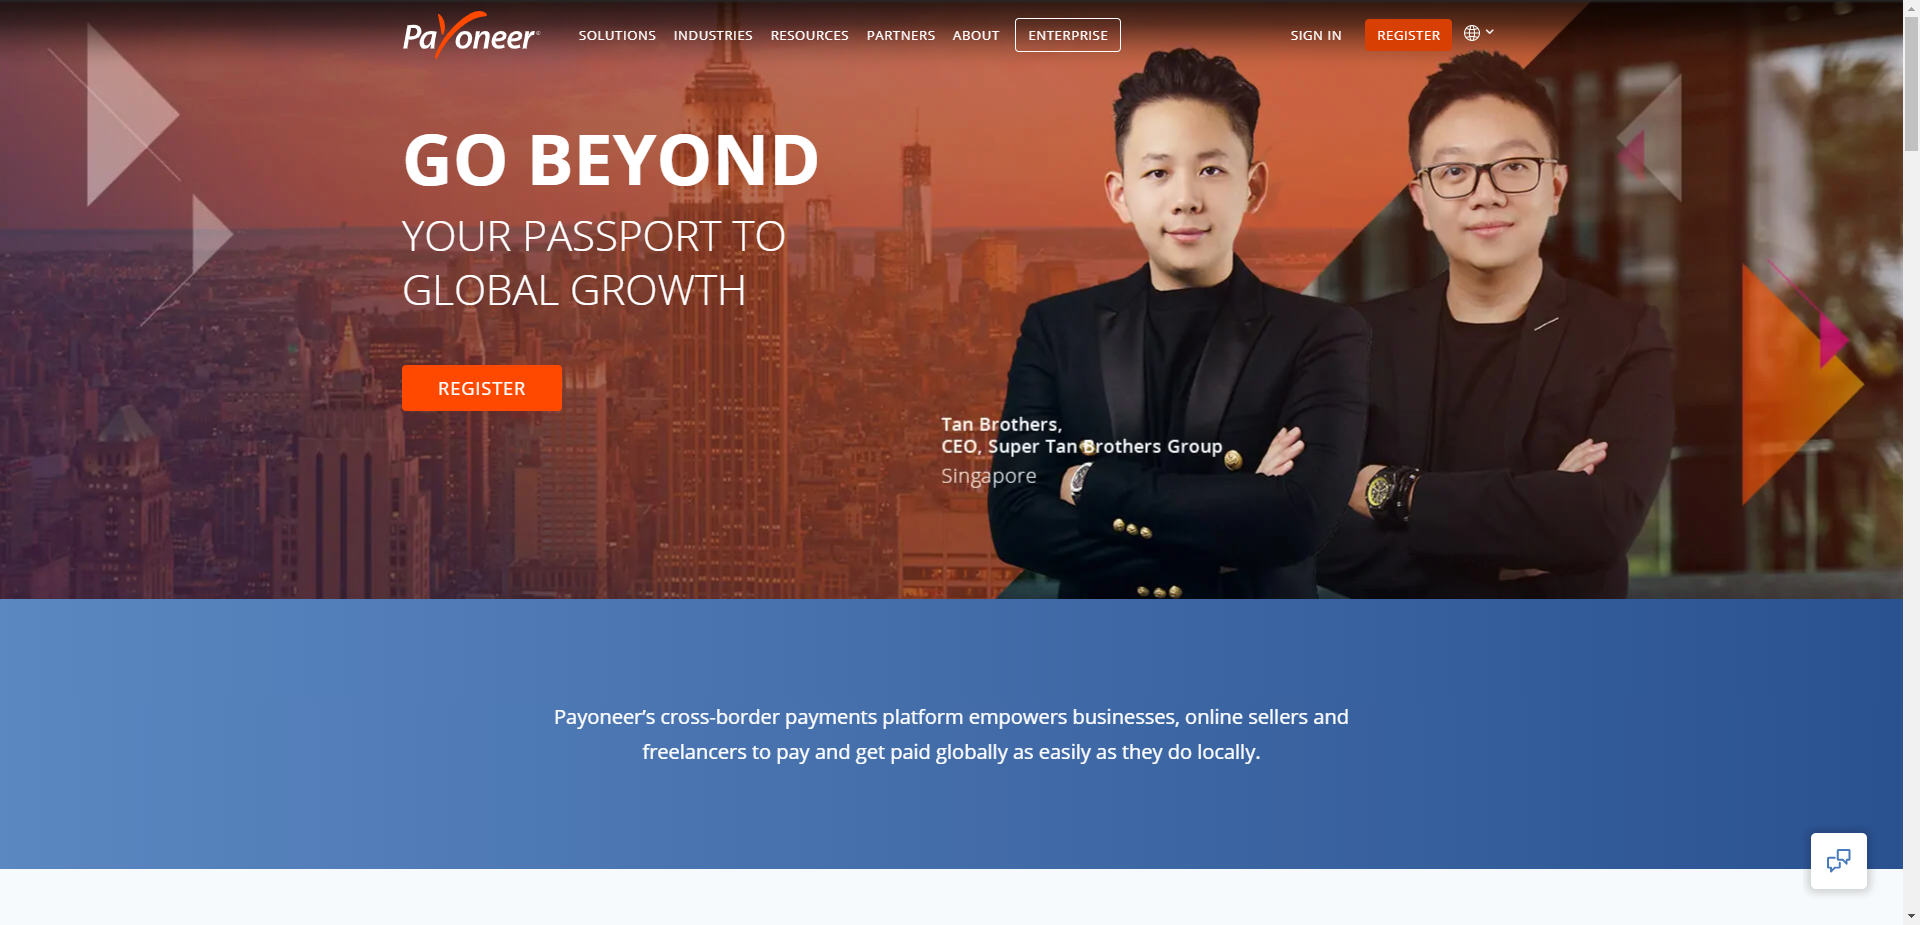 Payoneer
SOLUTIONS INDUSTRIES RESOURCES PARTNERS ABOUT ENTERPRISE SIGN IN REGISTER
GO BEYOND
YOUR PASSPORT TO
GLOBAL GROWTH
REGISTER
Tan Brothers,
CEO, Super Tan Brothers Group
Singapore
Payoneer’s cross-border payments platform empowers businesses, online sellers and
freelancers to pay and get paid globally as easily as they do locally.